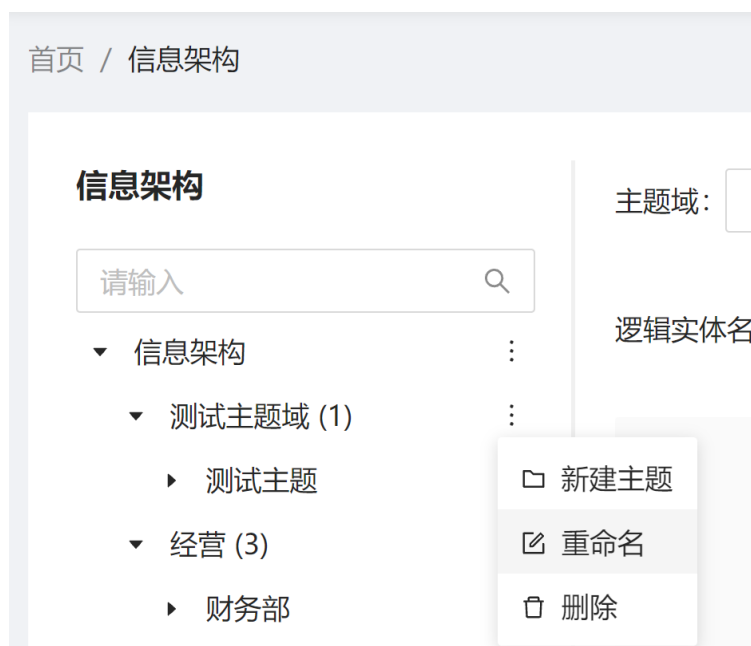 首页 / 信息架构
信息架构
主题域：
请输入
逻辑实体名
信息架构
测试主题域 (1)
测试主题
新建主题
经营 (3)
重命名
财务部
删除